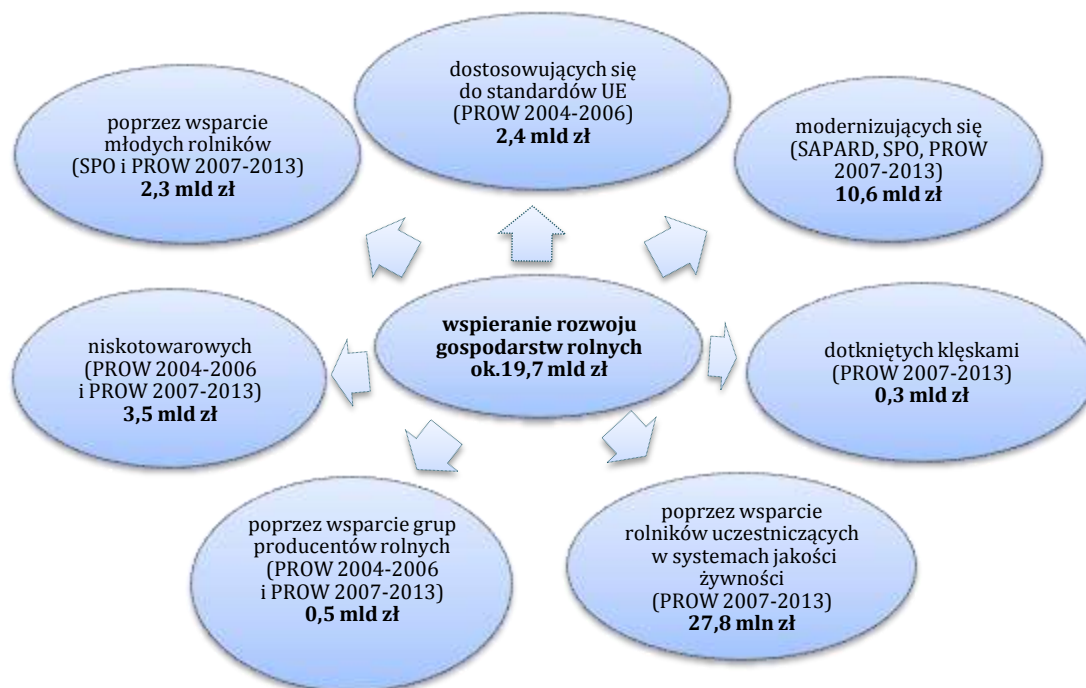 dostosowujących się
do standardów UE
(PROW 2004-2006)
2,4 mld zł
poprzez wsparcie
młodych rolników
(SPO i PROW 2007-2013)
2,3 mld zł
modernizujących się
(SAPARD, SPO, PROW
2007-2013)
10,6 mld zł
wspieranie rozwoju
gospodarstw rolnych
ok.19,7 mld zł
niskotowarowych
(PROW 2004-2006
i PROW 2007-2013)
3,5 mld zł
dotkniętych klęskami
(PROW 2007-2013)
0,3 mld zł
poprzez wsparcie grup
producentów rolnych
(PROW 2004-2006
i PROW 2007-2013)
0,5 mld zł
poprzez wsparcie
rolników uczestniczących
w systemach jakości
żywności
(PROW 2007-2013)
27,8 mln zł